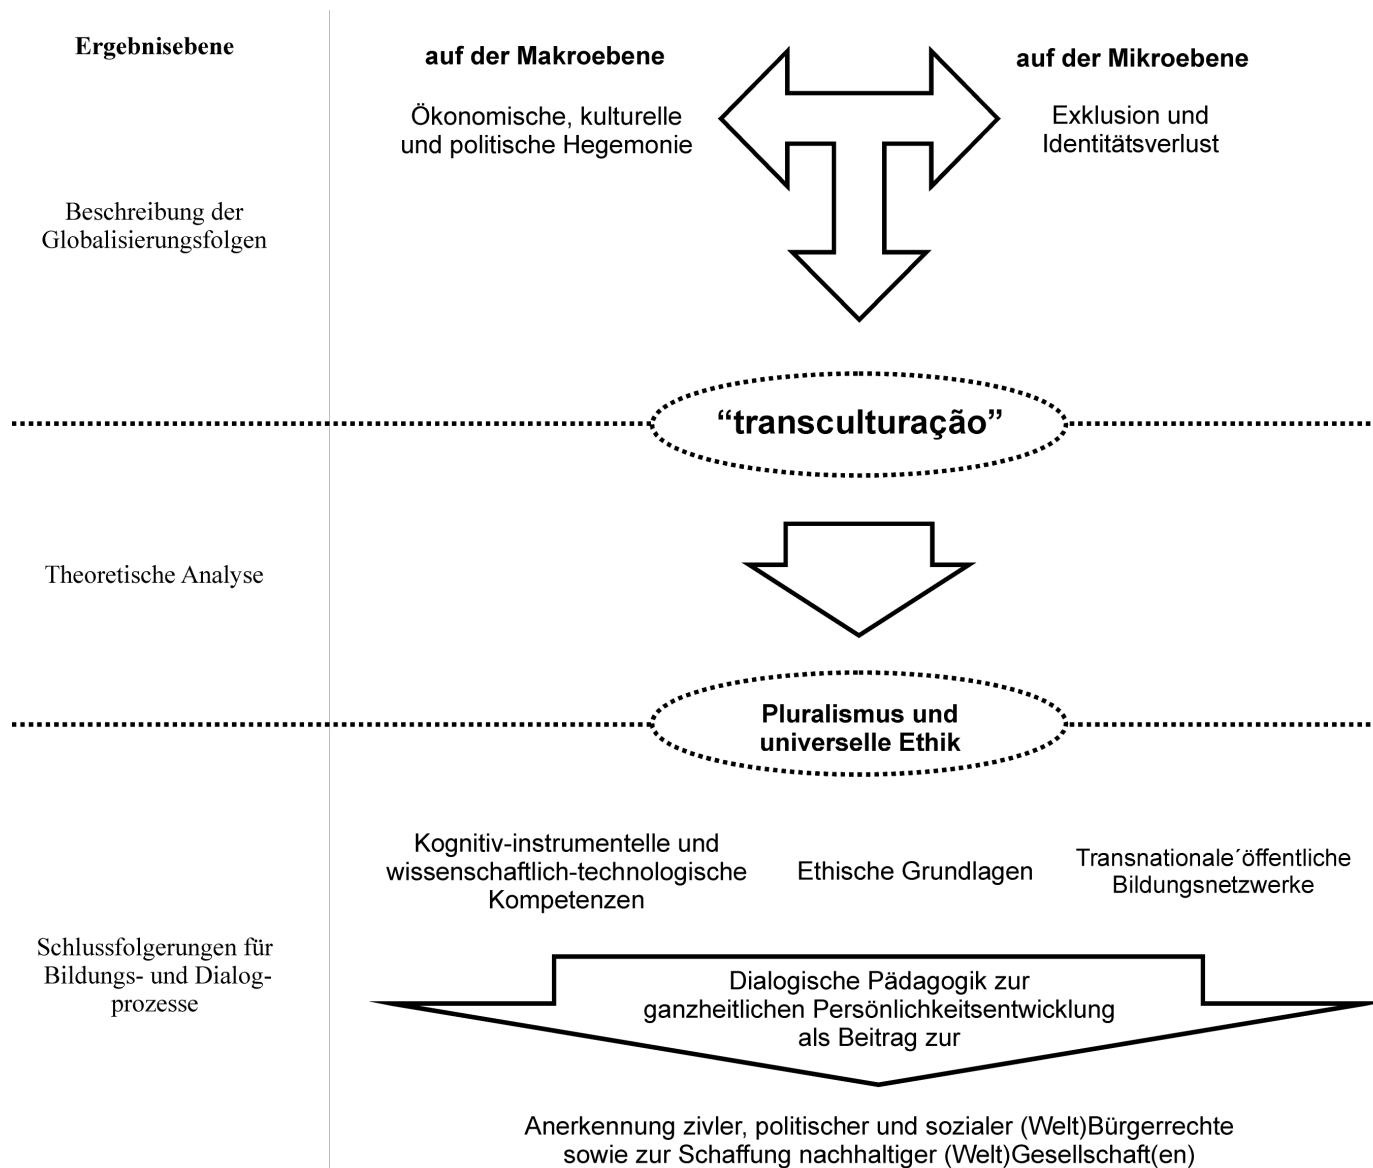 Ergebnisebene
auf der Makroebene
auf der Mikroebene
Ökonomische, kulturelle
und politische Hegemonie
Exklusion und
Identitätsverlust
Beschreibung der
Globalisierungsfolgen
“transculturação”
Theoretische Analyse
Pluralismus und
universelle Ethik
Kognitiv-instrumentelle und
wissenschaftlich-technologische
Kompetenzen
Ethische Grundlagen
Transnationale´öffentliche
Bildungsnetzwerke
Schlussfolgerungen für
Bildungs- und Dialog-
prozesse
Dialogische Pädagogik zur
ganzheitlichen Persönlichkeitsentwicklung
als Beitrag zur
Anerkennung zivler, politischer und sozialer (Welt)Bürgerrechte
sowie zur Schaffung nachhaltiger (Welt)Gesellschaft(en)